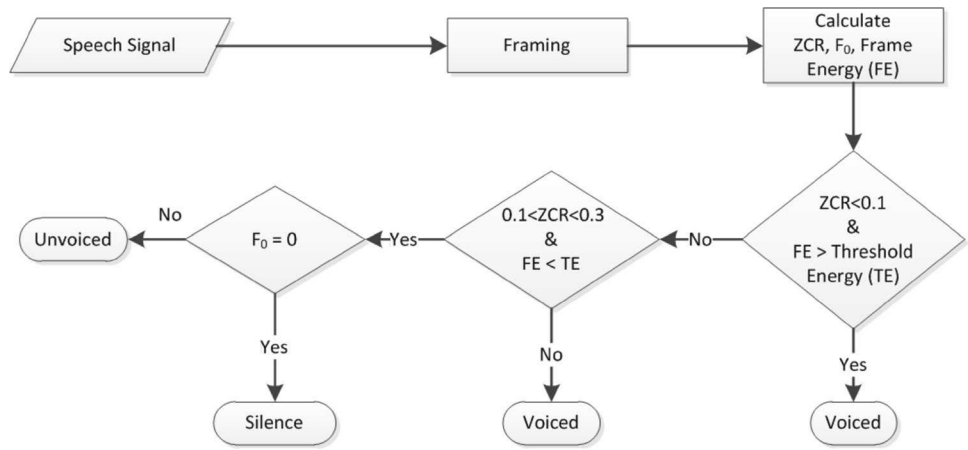 Speech Signal
Framing
Calculate
ZCR, F₀, Frame
Energy (FE)
ZCR<0.1
&
FE > Threshold
Energy (TE)
No
0.1<ZCR<0.3
&
FE < TE
Yes
F₀ = 0
No
Unvoiced
Yes
Silence
No
Voiced
Yes
Voiced